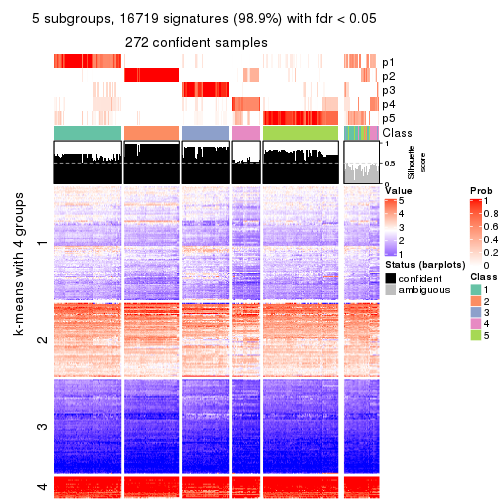 5 subgroups, 16719 signatures (98.9%) with fdr < 0.05
272 confident samples
p1
p2
p3
p4
p5
Class
1
0.5
0
Silhouette
score
k-means with 4 groups
1
2
3
4
Value
5
4
3
2
1
Status (barplots)
confident
ambiguous
Prob
1
0.8
0.6
0.4
0.2
0
Class
1
2
3
4
5